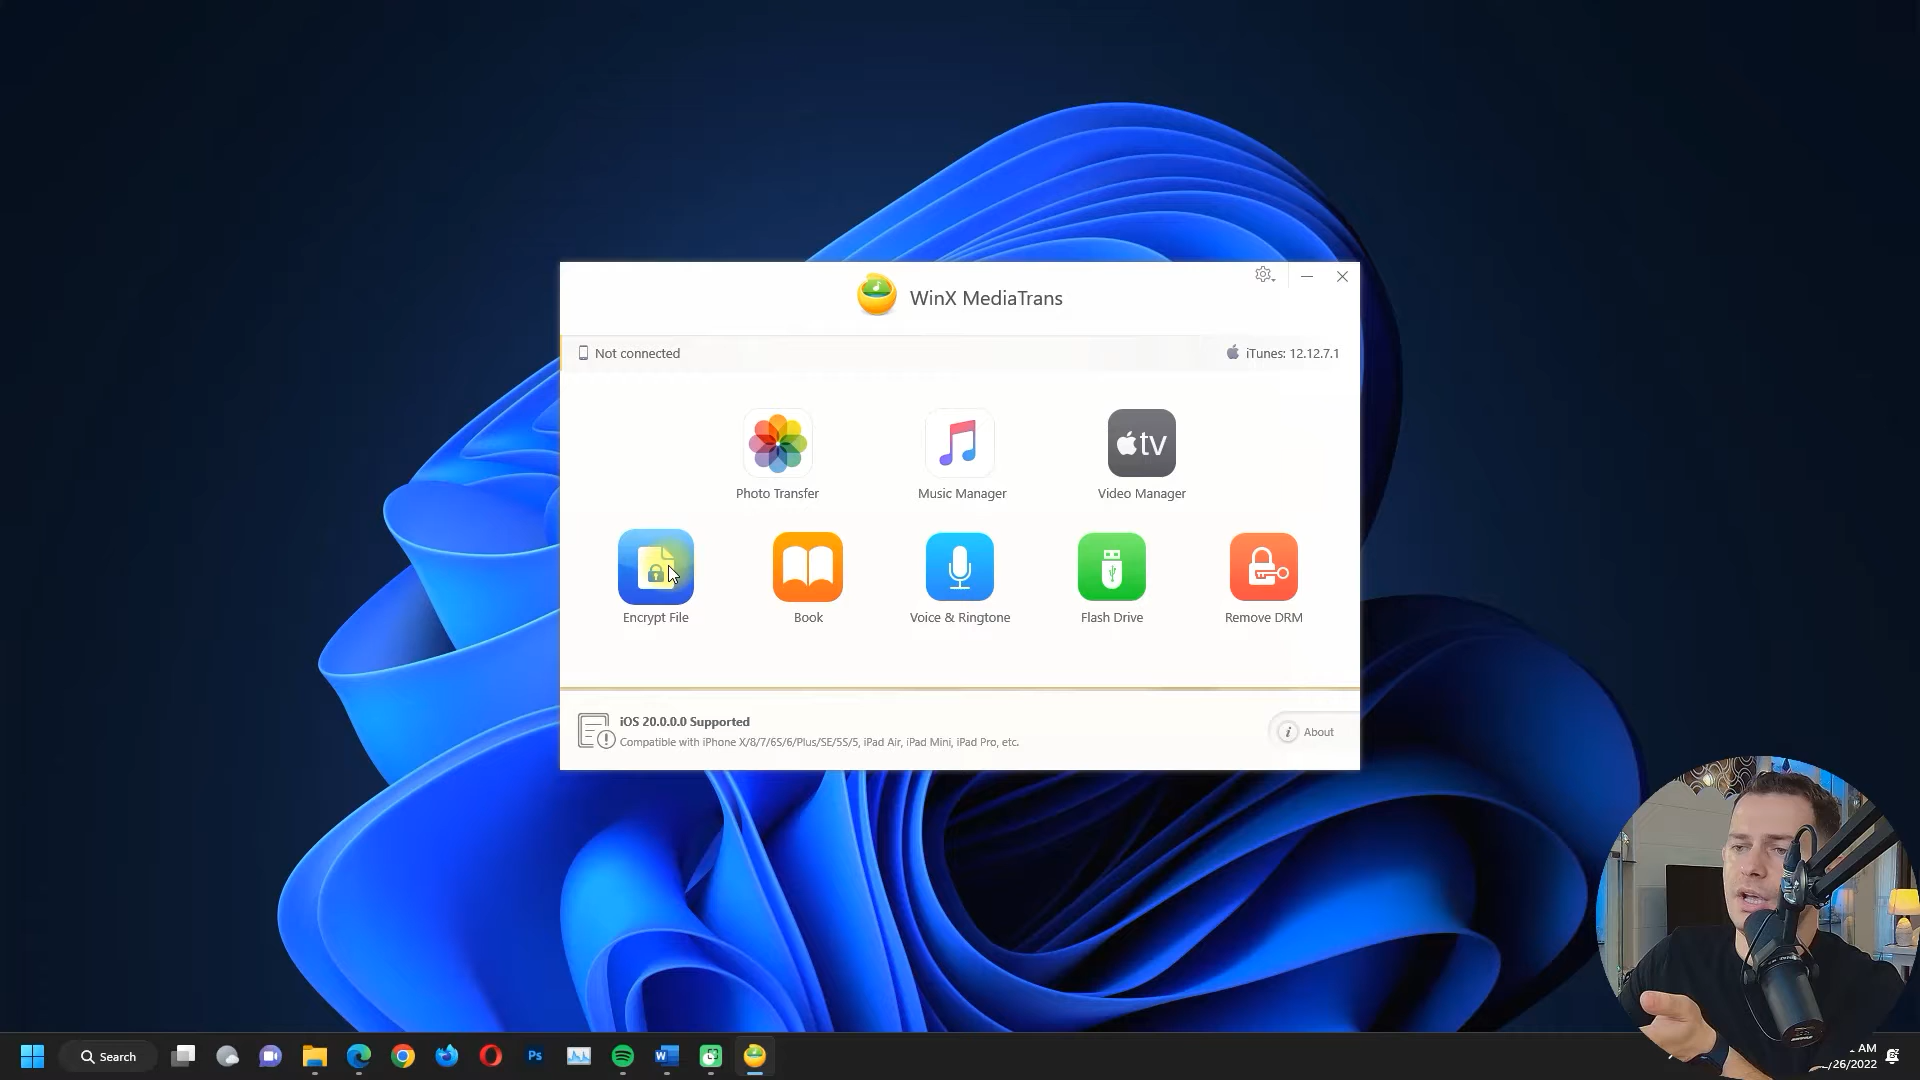 WinX MediaTrans
Not connected
iTunes: 12.12.7.1
tv
Photo Transfer
Music Manager
Video Manager
Encrypt File
Book
Voice & Ringtone
Flash Drive
Remove DRM
iOS 20.0.0.0 Supported
Compatible with iPhone X/8/7/6S/6/Plus/SE/5S/5, iPad Air, iPad Mini, iPad Pro, etc.
i About
Search
Ps
W
AM
/26/2022